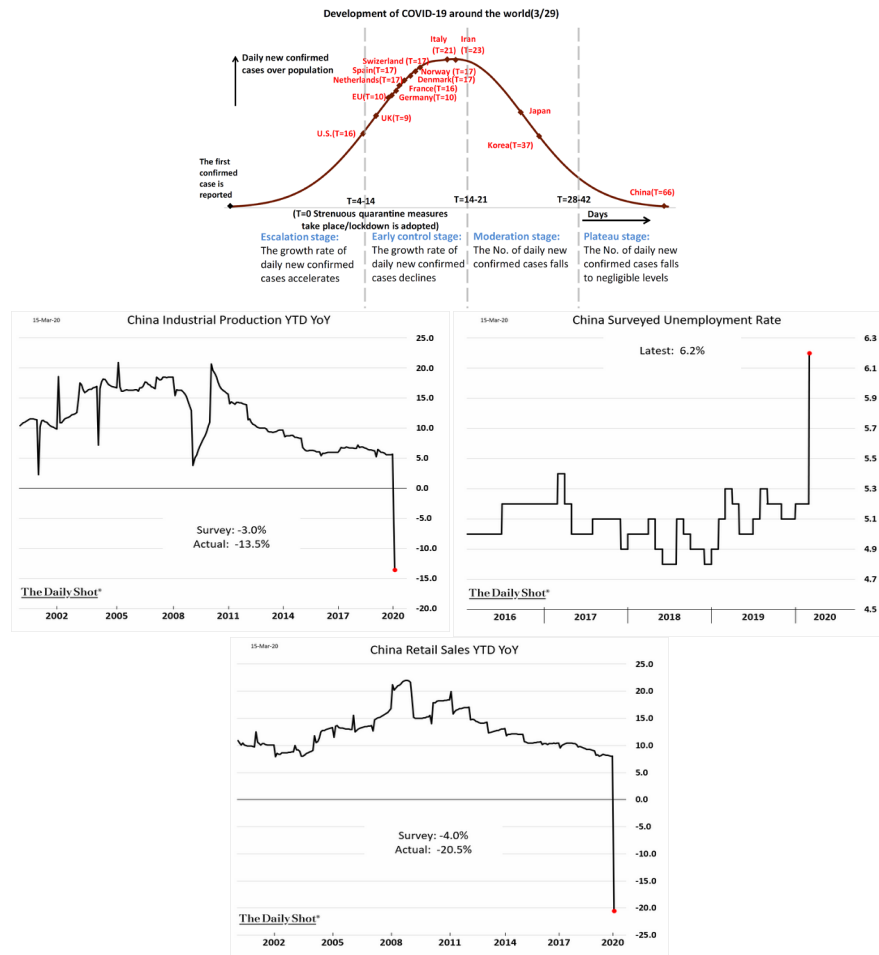 Development of COVID-19 around the world(3/29)
Daily new confirmed
cases over population
Italy
(T=21)
Iran
(T=23)
Swizerland (T=17)
Spain(T=17)
Norway (T=17)
Netherlands(T=17)
Denmark(T=17)
France(T=16)
EU(T=10)
Germany(T=10)
UK(T=9)
U.S.(T=16)
Japan
Korea(T=37)
The first
confirmed
case is
reported
China(T=66)
T=4-14
T=14-21
T=28-42
(T=0 Strenuous quarantine measures
take place/lockdown is adopted)
Days
Escalation stage:
The growth rate of
daily new confirmed
cases accelerates
Early control stage:
The growth rate of
daily new confirmed
cases declines
Moderation stage:
The No. of daily new
confirmed cases falls
Plateau stage:
The No. of daily new
confirmed cases falls
to negligible levels
15-Mar-20
China Industrial Production YTD YoY
25.0
20.0
15.0
10.0
5.0
0.0
-5.0
-10.0
-15.0
-20.0
Survey: -3.0%
Actual: -13.5%
The Daily Shot*
2002
2005
2008
2011
2014
2017
2020
15-Mar-20
China Surveyed Unemployment Rate
Latest: 6.2%
6.3
6.1
5.9
5.7
5.5
5.3
5.1
4.9
4.7
4.5
The Daily Shot*
2016
2017
2018
2019
2020
15-Mar-20
China Retail Sales YTD YoY
25.0
20.0
15.0
10.0
5.0
0.0
-5.0
-10.0
-15.0
-20.0
-25.0
Survey: -4.0%
Actual: -20.5%
The Daily Shot*
2002
2005
2008
2011
2014
2017
2020